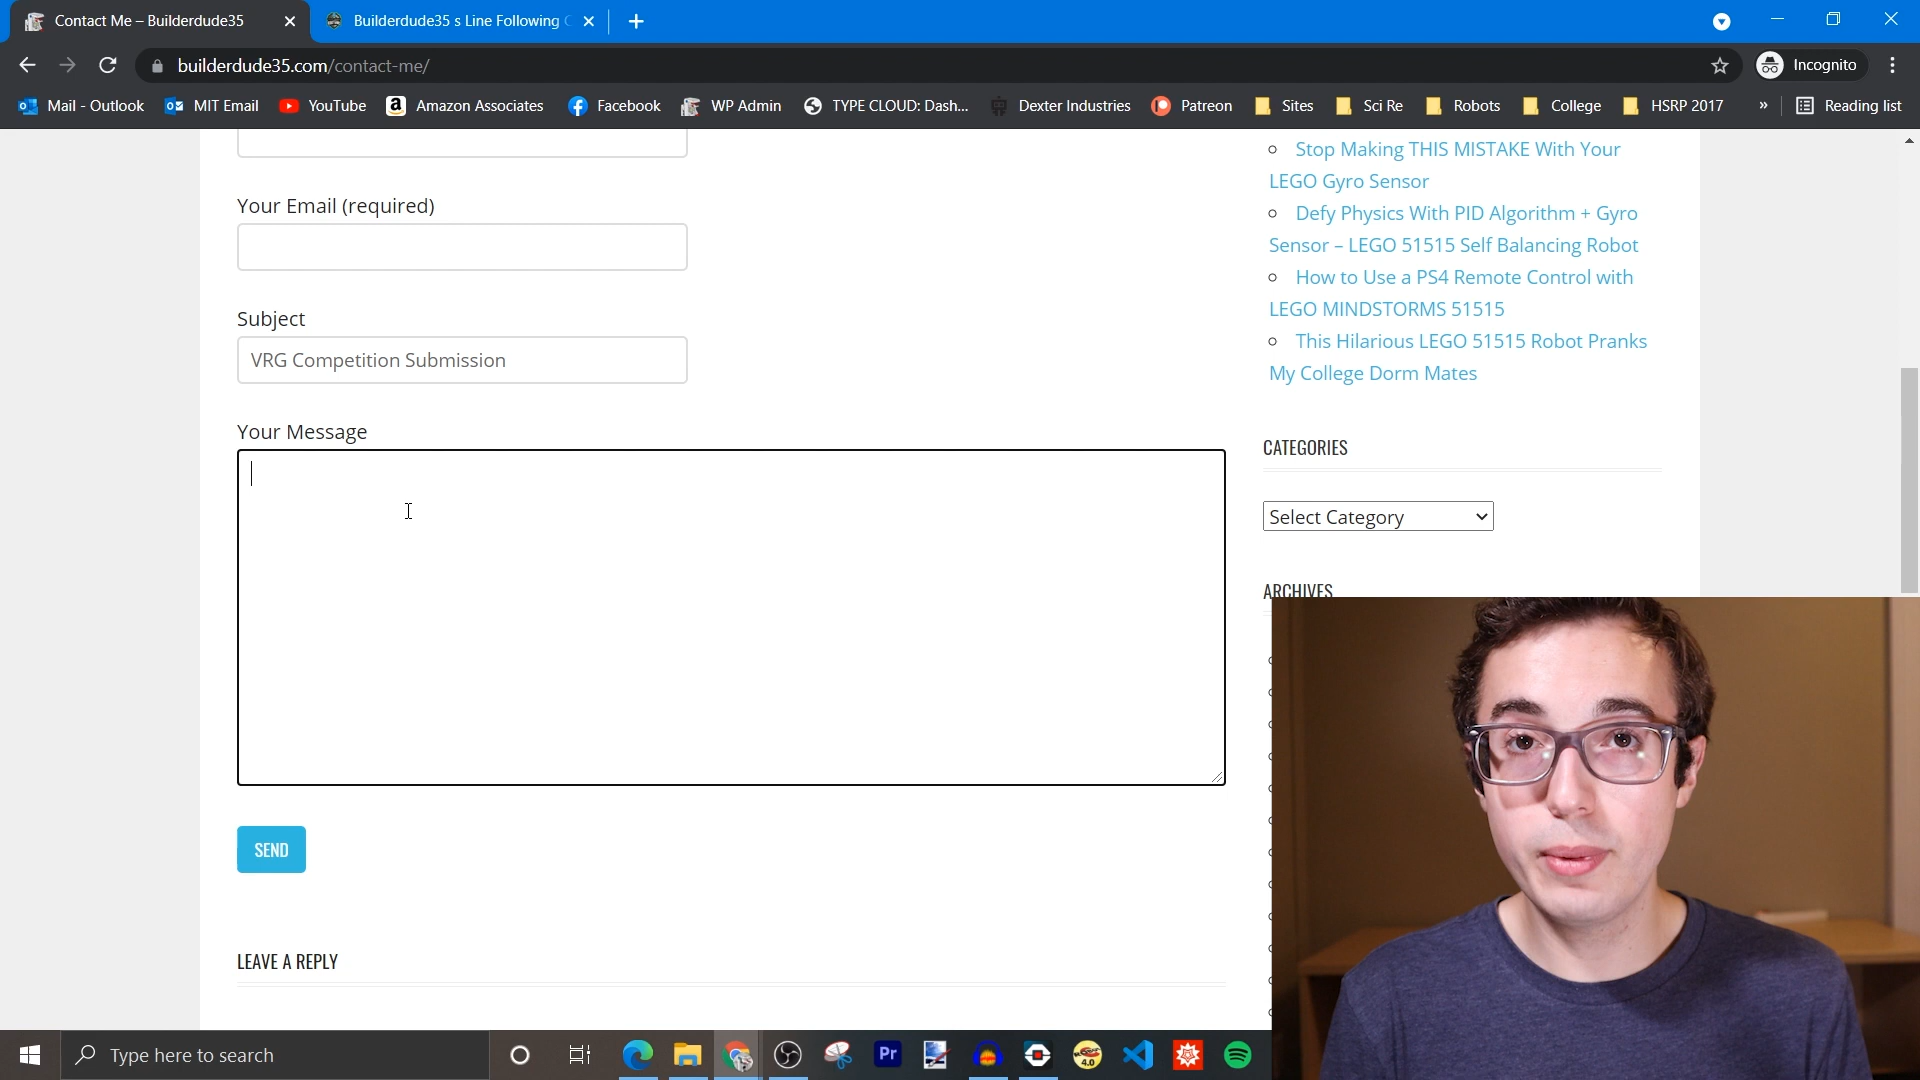 Contact Me – Builderdude35
Builderdude35 s Line Following
builderdude35.com/contact-me/
Incognito
Mail - Outlook
MIT Email
YouTube
Amazon Associates
Facebook
WP Admin
TYPE CLOUD: Dash...
Dexter Industries
Patreon
Sites
Sci Re
Robots
College
HSRP 2017
»
Reading list
Your Email (required)
Subject
VRG Competition Submission
Your Message
SEND
LEAVE A REPLY
Stop Making THIS MISTAKE With Your
LEGO Gyro Sensor
Defy Physics With PID Algorithm + Gyro
Sensor – LEGO 51515 Self Balancing Robot
How to Use a PS4 Remote Control with
LEGO MINDSTORMS 51515
This Hilarious LEGO 51515 Robot Pranks
My College Dorm Mates
CATEGORIES
Select Category
ARCHIVES
Type here to search
Pr
4.0